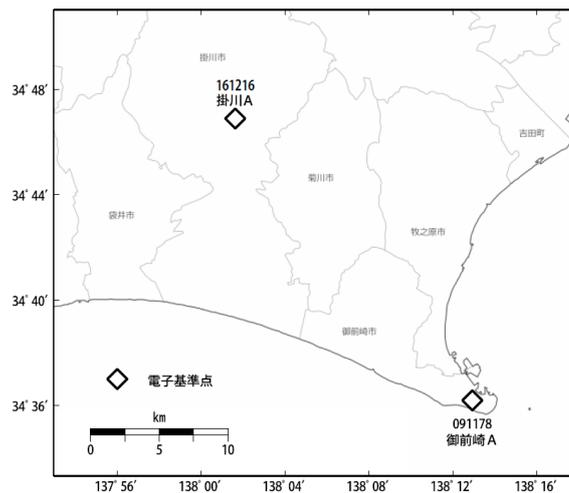 掛川市
161216
掛川A
吉田町
菊川市
袋井市
牧之原市
御前崎市
電子基準点
091178
御前崎A
km
0 5 10
34°48′
34°44′
34°40′
34°36′
137°56′ 138°00′ 138°04′ 138°08′ 138°12′ 138°16′